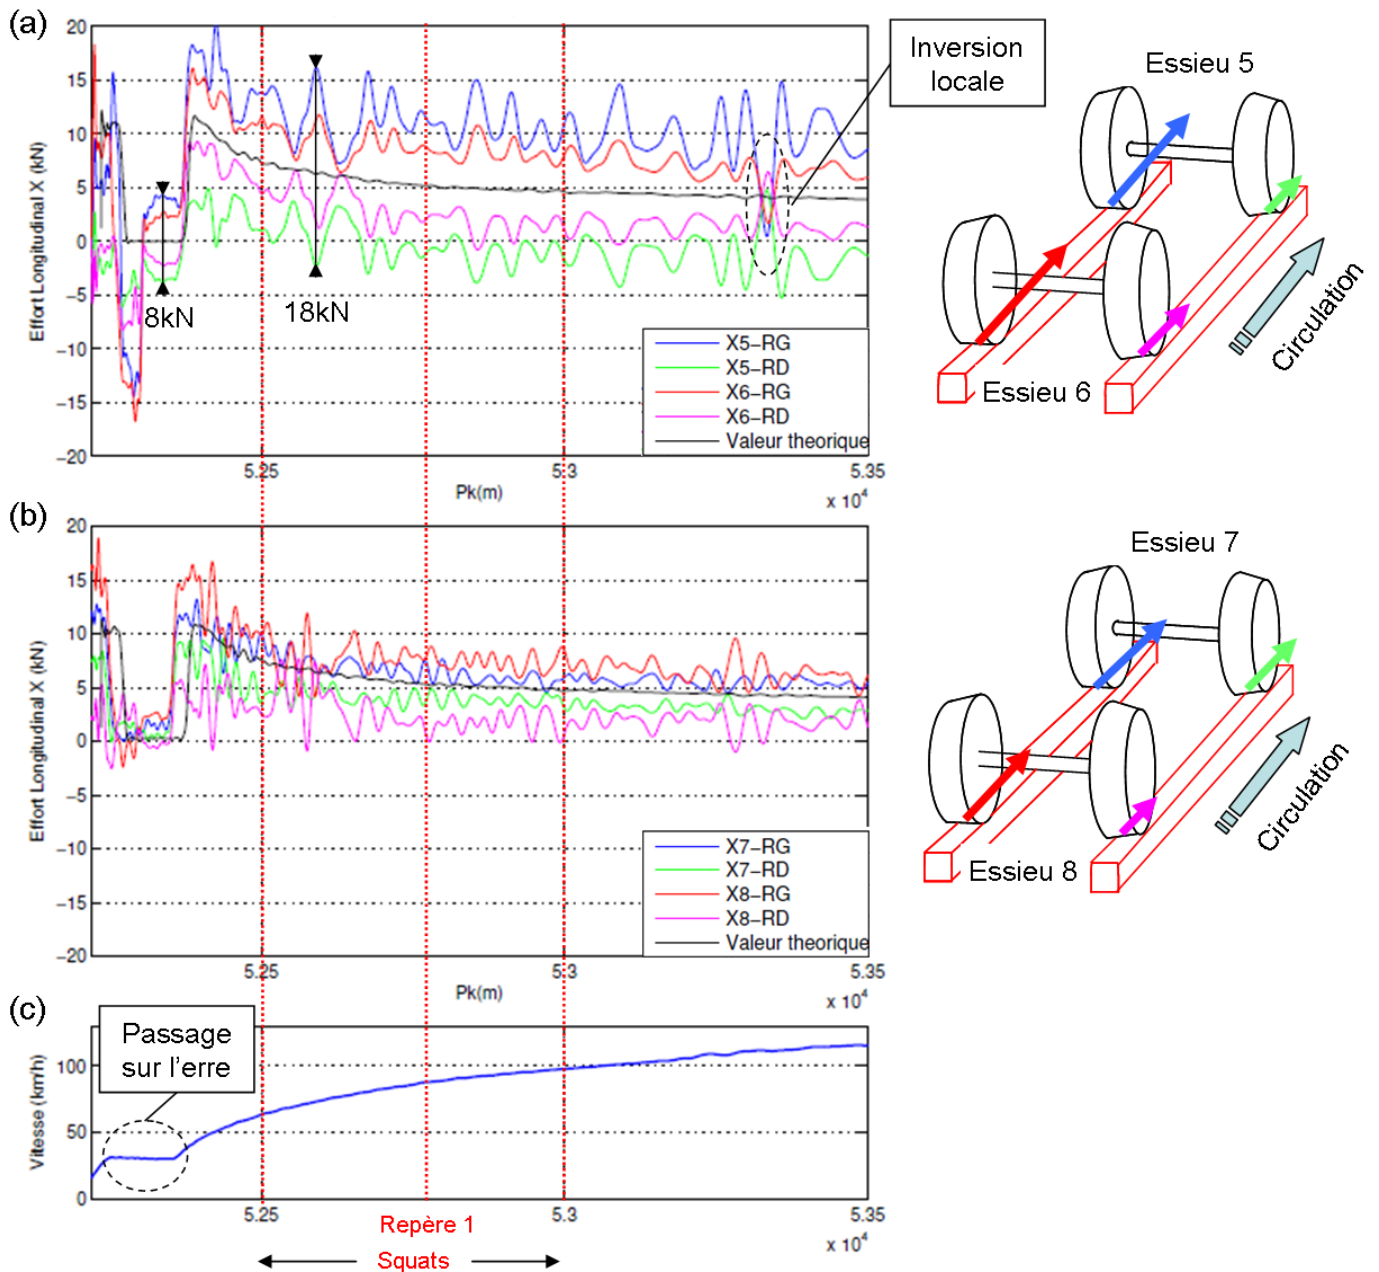 (a)
Effort Longitudinal X (kN)
20
15
10
5
0
−5
−10
−15
−20
8kN
18kN
Inversion
locale
X5−RG
X5−RD
X6−RG
X6−RD
Valeur theorique
5.25
5.3
5.35
Pk(m)
x 10⁴
Essieu 5
Essieu 6
Circulation
(b)
Effort Longitudinal X (kN)
20
15
10
5
0
−5
−10
−15
−20
X7−RG
X7−RD
X8−RG
X8−RD
Valeur theorique
5.25
5.3
5.35
Pk(m)
x 10⁴
Essieu 7
Essieu 8
Circulation
(c)
Passage
sur l'erre
Vitesse (km/h)
100
50
0
5.25
5.3
5.35
x 10⁴
Repère 1
Squats